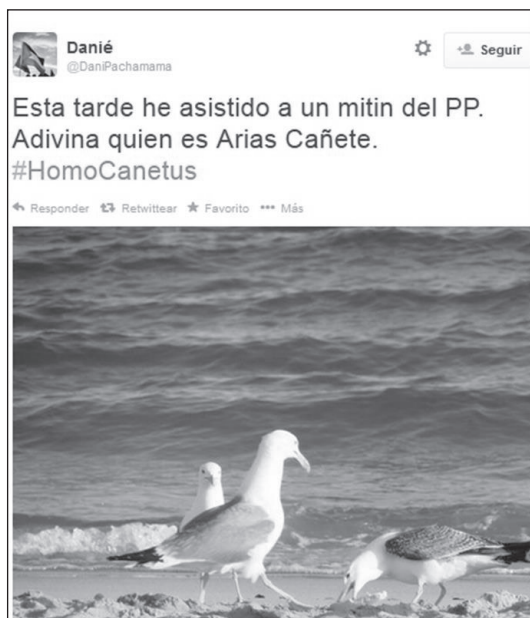 Danié
@DaniPachamama
Seguir
Esta tarde he asistido a un mitin del PP.
Adivina quien es Arias Cañete.
#HomoCanetus
Responder Retwittear Favorito Más